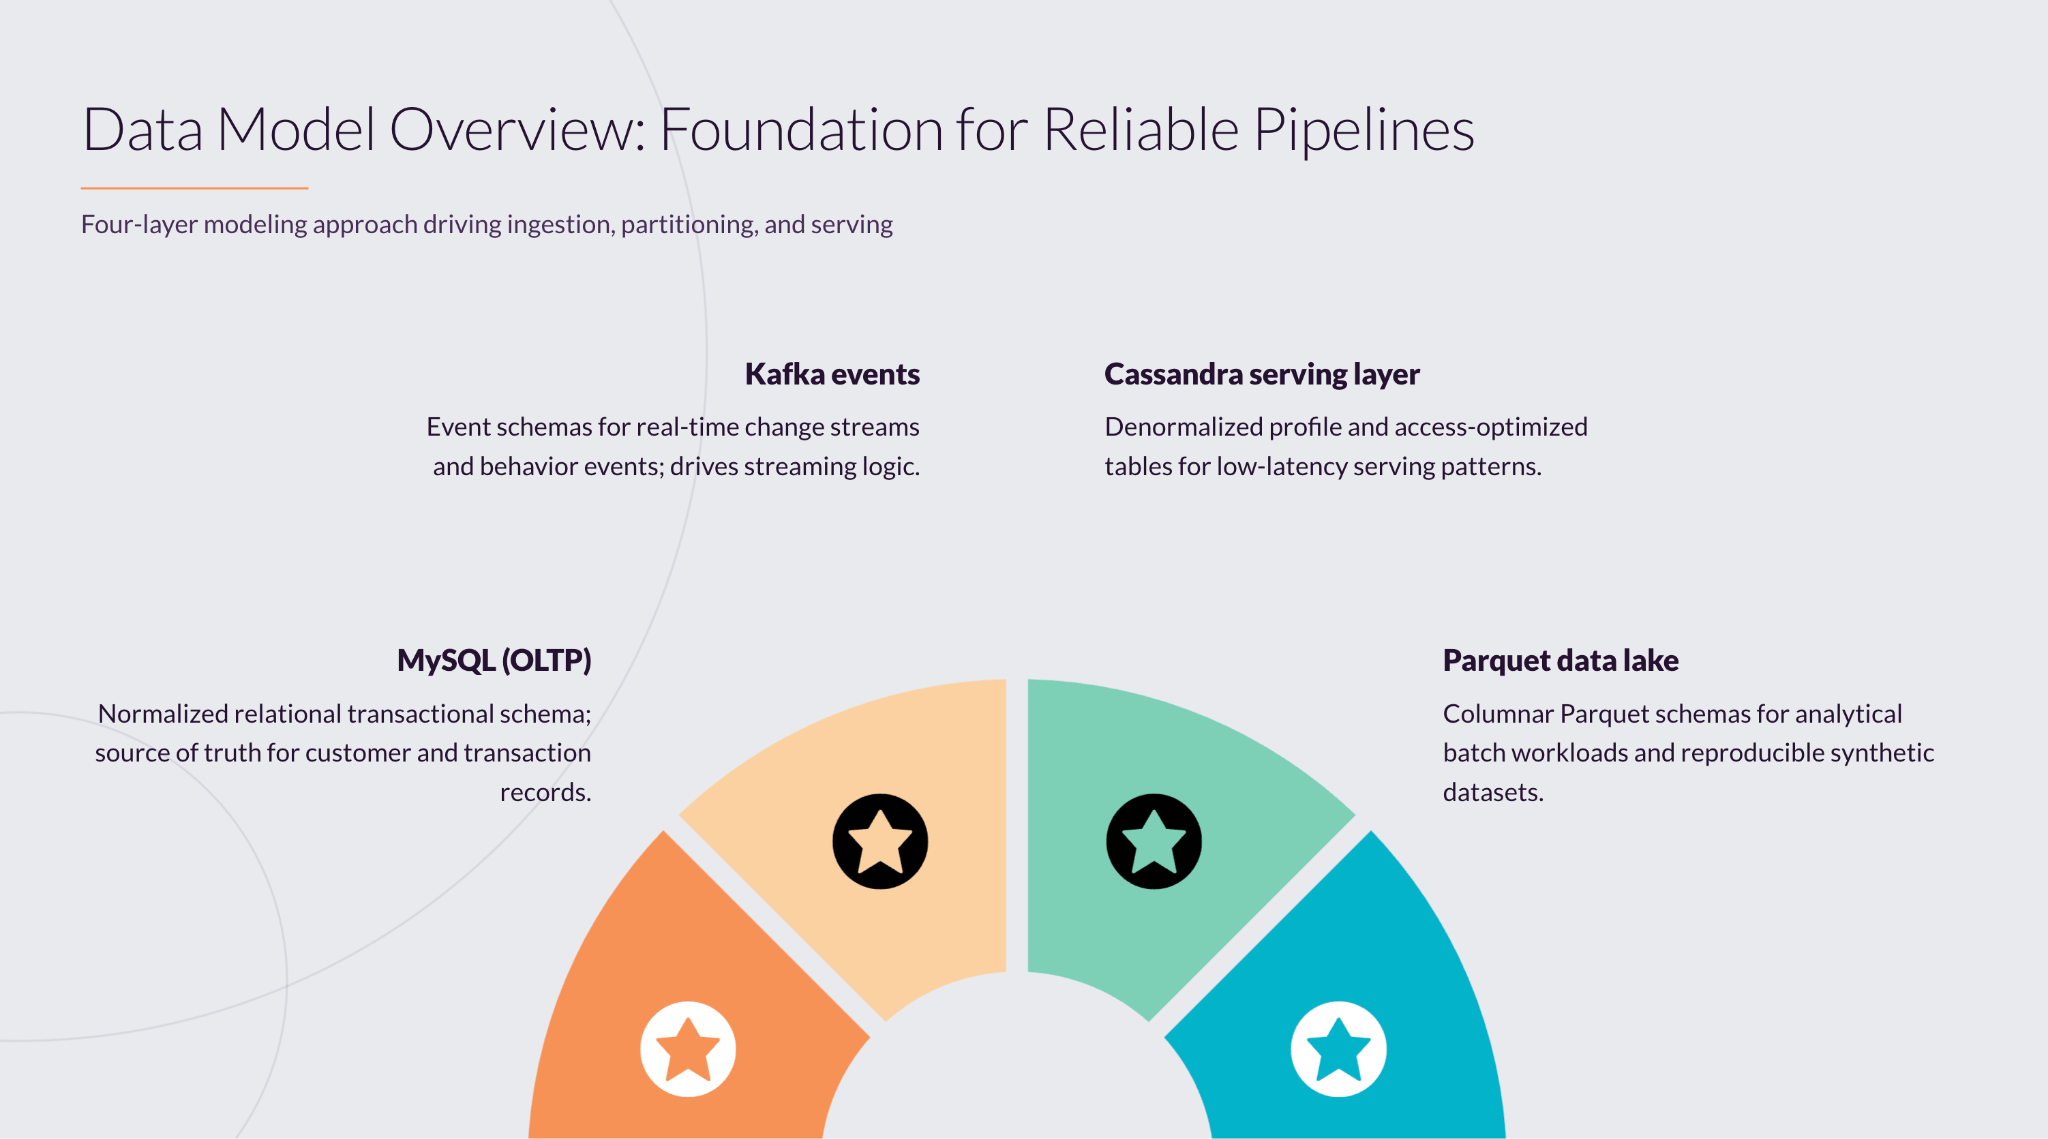 Data Model Overview: Foundation for Reliable Pipelines
Four-layer modeling approach driving ingestion, partitioning, and serving
Kafka events
Event schemas for real-time change streams
and behavior events; drives streaming logic.
Cassandra serving layer
Denormalized profile and access-optimized
tables for low-latency serving patterns.
MySQL (OLTP)
Normalized relational transactional schema;
source of truth for customer and transaction
records.
Parquet data lake
Columnar Parquet schemas for analytical
batch workloads and reproducible synthetic
datasets.